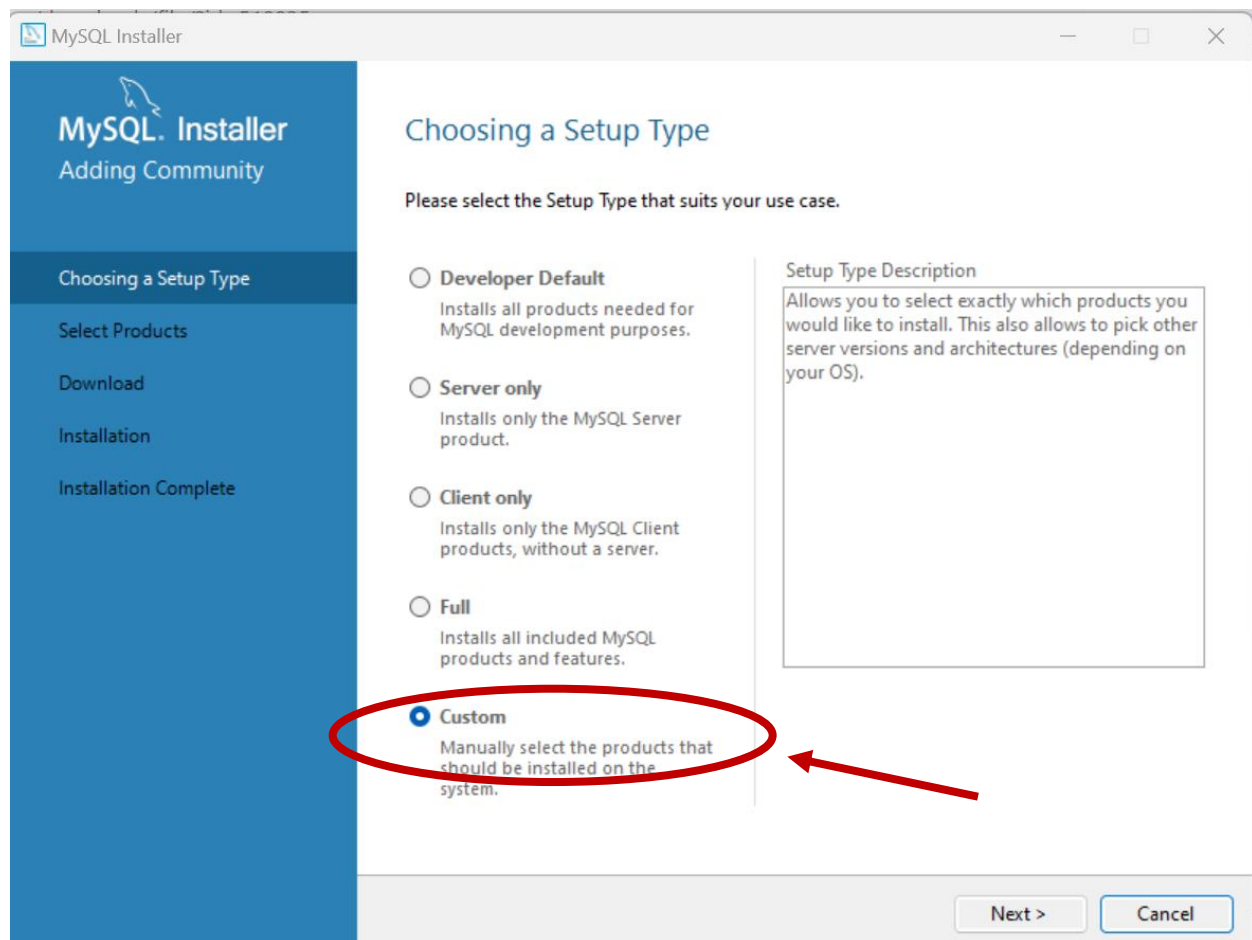 MySQL Installer
MySQL. Installer
Adding Community
Choosing a Setup Type
Select Products
Download
Installation
Installation Complete
Choosing a Setup Type
Please select the Setup Type that suits your use case.
Developer Default
Installs all products needed for
MySQL development purposes.
Server only
Installs only the MySQL Server
product.
Client only
Installs only the MySQL Client
products, without a server.
Full
Installs all included MySQL
products and features.
Custom
Manually select the products that
should be installed on the
system.
Setup Type Description
Allows you to select exactly which products you
would like to install. This also allows to pick other
server versions and architectures (depending on
your OS).
Next >
Cancel